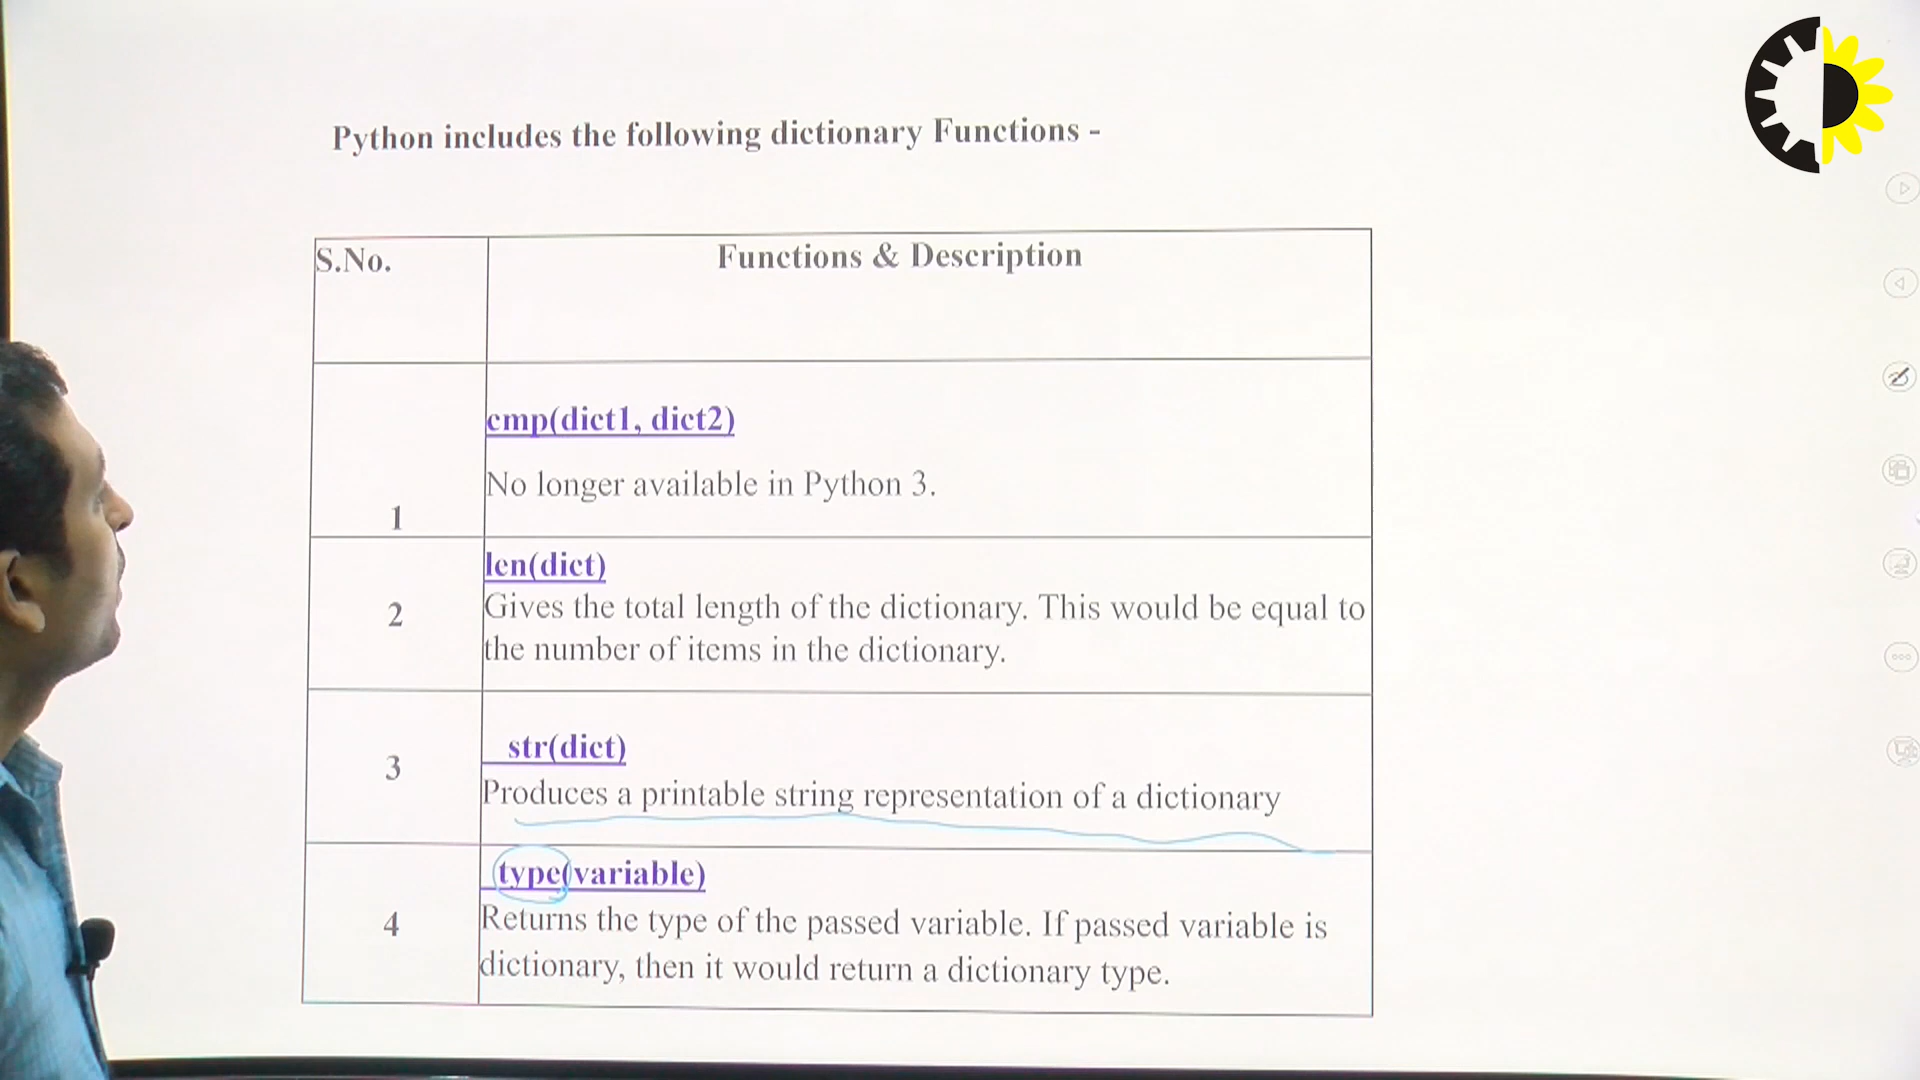 Python includes the following dictionary Functions -
S.No.
Functions & Description
cmp(dict1, dict2)
No longer available in Python 3.
1
len(dict)
Gives the total length of the dictionary. This would be equal to
the number of items in the dictionary.
2
str(dict)
Produces a printable string representation of a dictionary
3
type(variable)
Returns the type of the passed variable. If passed variable is
dictionary, then it would return a dictionary type.
4